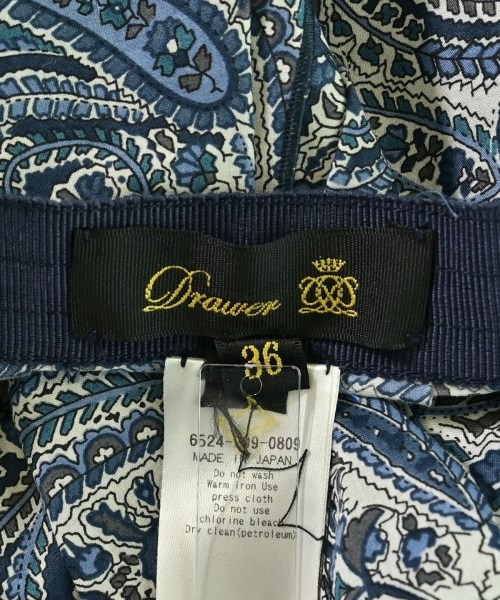 Drawer
36
MADE IN JAPAN
Do not wash
Warm iron Use
press cloth
Do not use
chlorine bleach
Dry clean(petroleum)